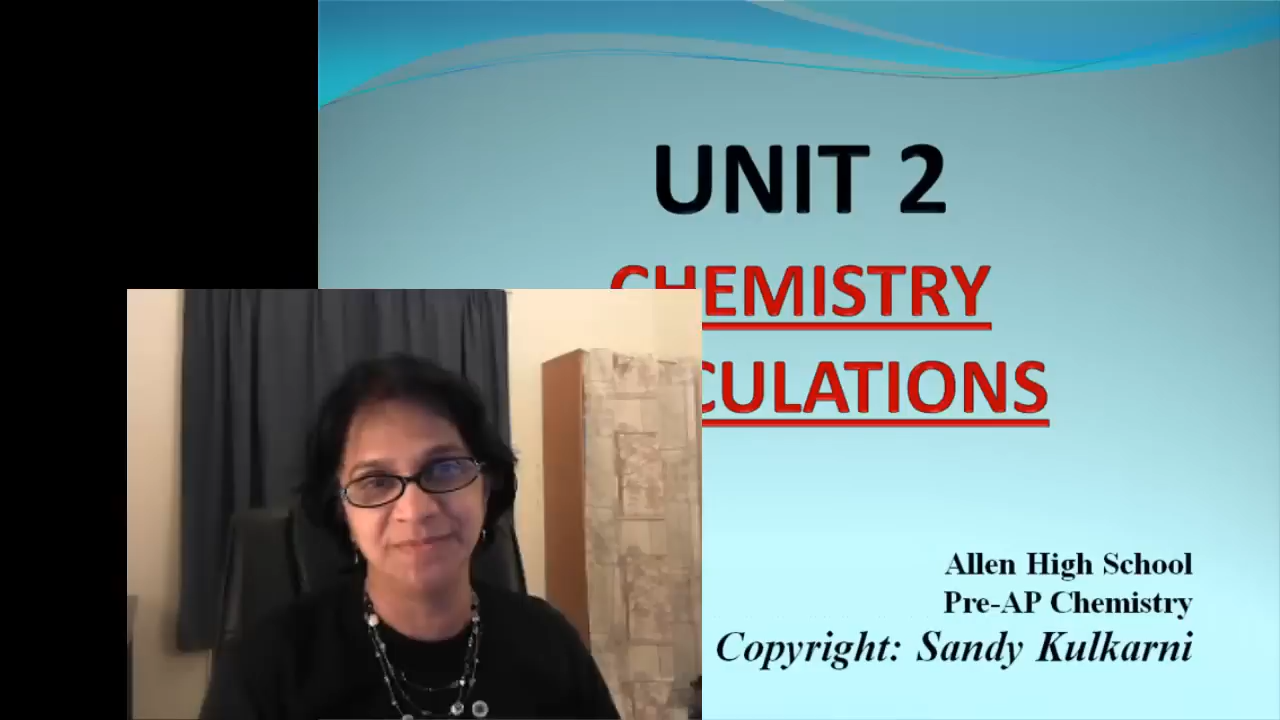 UNIT 2
CHEMISTRY
CULATIONS
Allen High School
Pre-AP Chemistry
Copyright: Sandy Kulkarni